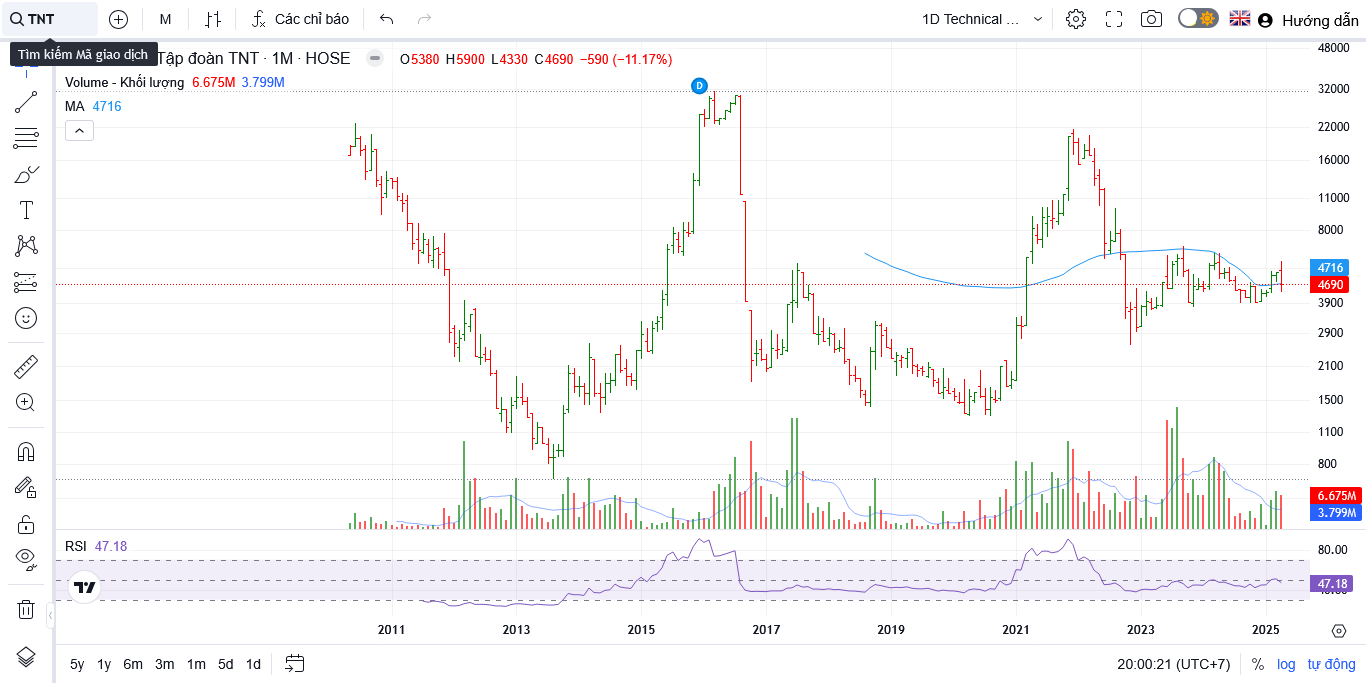 TNT
M
Các chỉ báo
1D Technical ...
Hướng dẫn
Tìm kiếm Mã giao dịch
Tập đoàn TNT · 1M · HOSE
O5380 H5900 L4330 C4690 −590 (−11.17%)
Volume - Khối lượng 6.675M 3.799M
MA 4716
D
48000
32000
22000
16000
11000
8000
4716
4690
3900
2900
2100
1500
1100
800
6.675M
3.799M
RSI 47.18
80.00
47.18
2011 2013 2015 2017 2019 2021 2023 2025
5y 1y 6m 3m 1m 5d 1d
20:00:21 (UTC+7) % log tự động